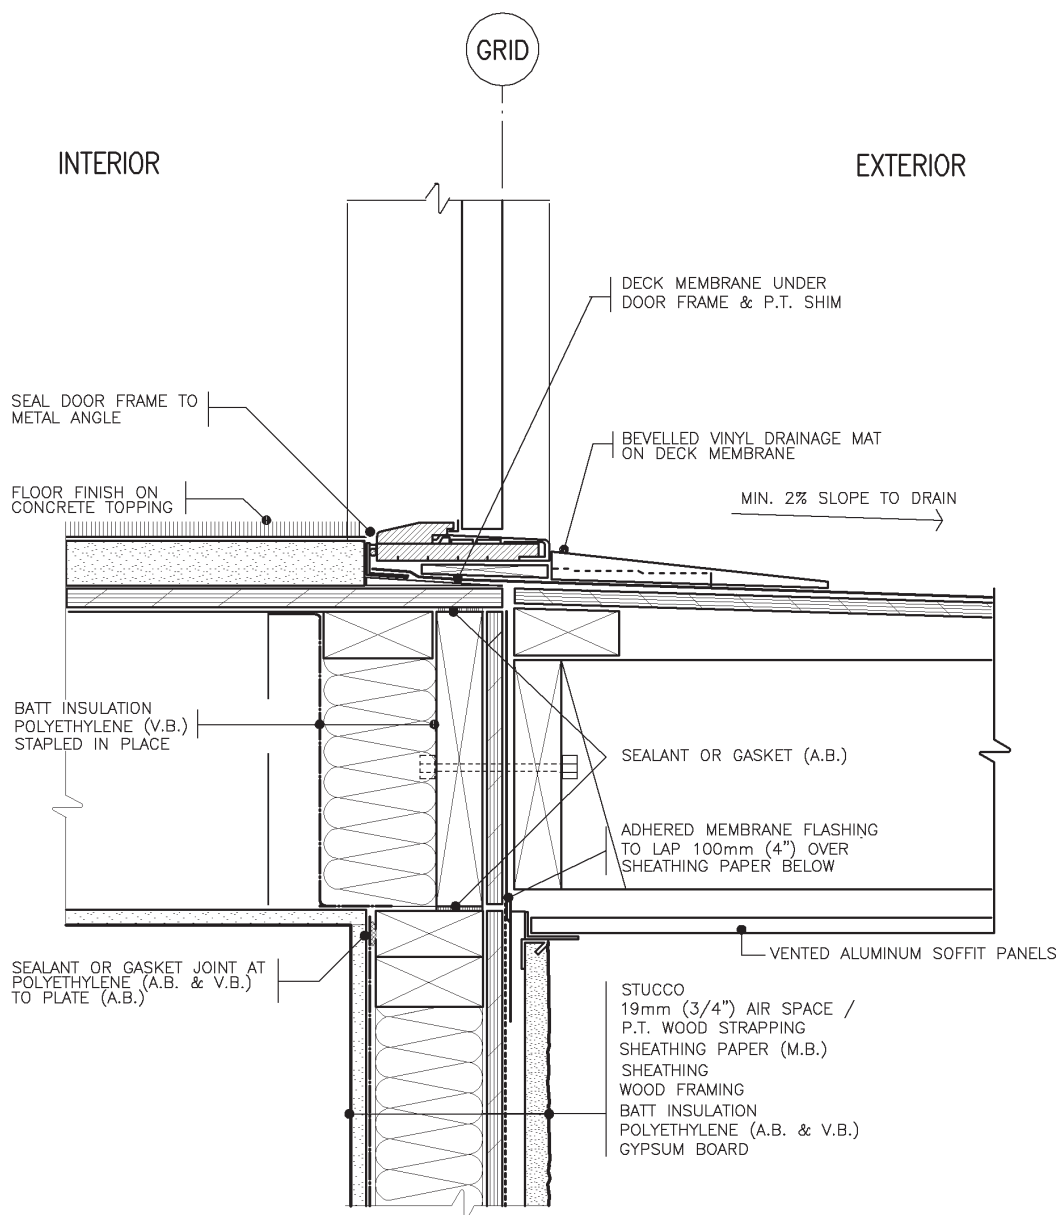 GRID
INTERIOR
EXTERIOR
DECK MEMBRANE UNDER
DOOR FRAME & P.T. SHIM
SEAL DOOR FRAME TO
METAL ANGLE
BEVELLED VINYL DRAINAGE MAT
ON DECK MEMBRANE
FLOOR FINISH ON
CONCRETE TOPPING
MIN. 2% SLOPE TO DRAIN
BATT INSULATION
POLYETHYLENE (V.B.)
STAPLED IN PLACE
SEALANT OR GASKET (A.B.)
ADHERED MEMBRANE FLASHING
TO LAP 100mm (4") OVER
SHEATHING PAPER BELOW
VENTED ALUMINUM SOFFIT PANELS
SEALANT OR GASKET JOINT AT
POLYETHYLENE (A.B. & V.B.)
TO PLATE (A.B.)
STUCCO
19mm (3/4") AIR SPACE /
P.T. WOOD STRAPPING
SHEATHING PAPER (M.B.)
SHEATHING
WOOD FRAMING
BATT INSULATION
POLYETHYLENE (A.B. & V.B.)
GYPSUM BOARD